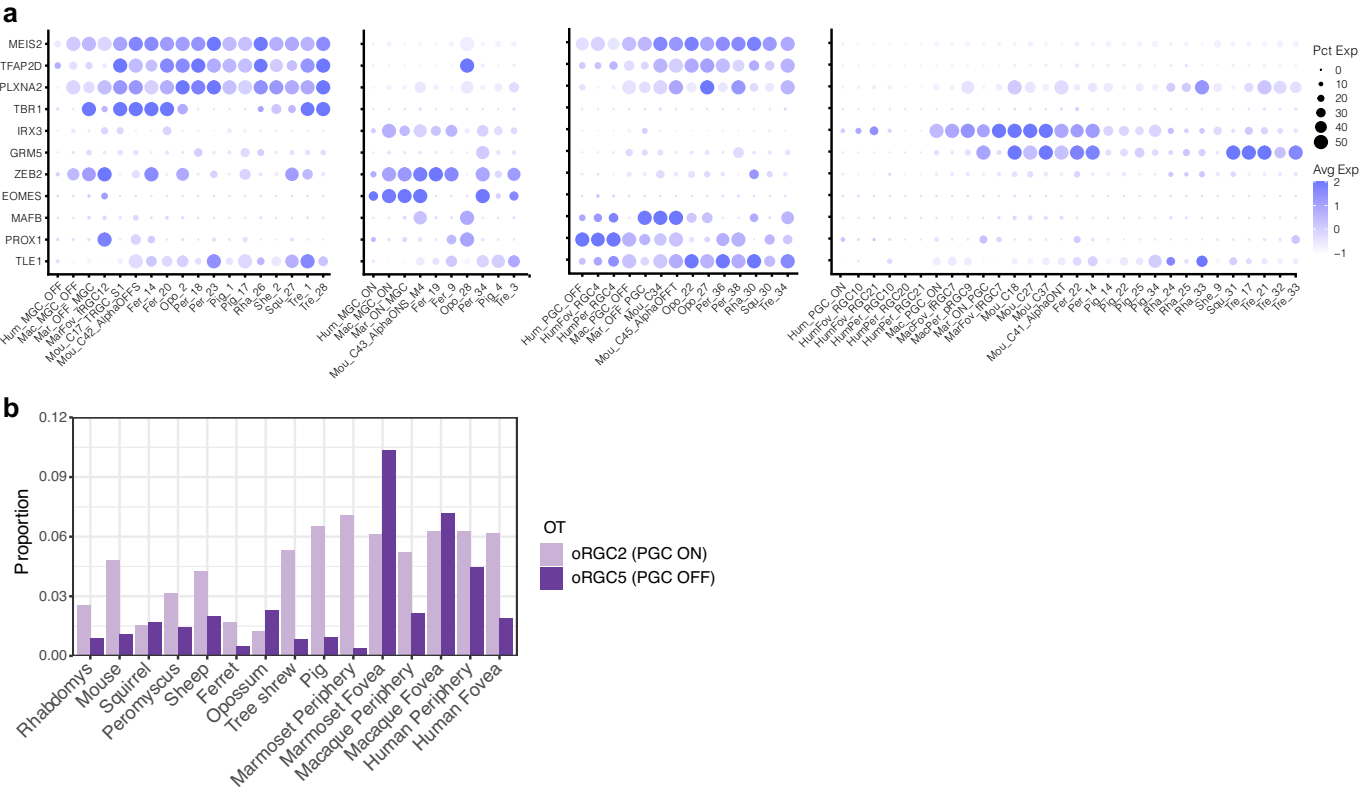 a
MEIS2
TFAP2D
PLXNA2
TBR1
IRX3
GRM5
ZEB2
EOMES
MAFB
PROX1
TLE1
Hum_MGC_OFF
Mac_MGC_OFF
Mar_OFF_MGC
MarFov_fRGC12
Mou_C17_TRGC_S1
Mou_C42_AlphaOFFS
Fer_14
Fer_20
Opo_2
Per_18
Per_23
Pig_1
Pig_17
Rha_26
She_2
Squ_27
Tre_1
Tre_28
Hum_MGC_ON
Mac_MGC_ON
Mar_ON_MGC
Mou_C43_AlphaONS_M4
Fer_19
Fer_9
Opo_28
Per_34
Pig_4
Tre_3
Hum_PGC_OFF
HumFov_RGC4
HumPer_RGC4
Mac_PGC_OFF
Mar_OFF_PGC
Mou_C34
Mou_C45_AlphaOFFT
Opo_22
Opo_27
Per_36
Per_38
Rha_30
Squ_30
Tre_34
Hum_PGC_ON
HumFov_RGC10
HumFov_RGC21
HumPer_RGC10
HumPer_RGC20
HumPer_RGC21
Mac_PGC_ON
MacFov_fRGC7
MacPer_pRGC9
Mar_ON_PGC
MarFov_fRGC7
Mou_C18
Mou_C27
Mou_C37
Mou_C41_AlphaONT
Fer_22
Per_14
Pig_14
Pig_22
Pig_25
Pig_34
Rha_24
Rha_25
Rha_33
She_9
Squ_31
Tre_17
Tre_21
Tre_32
Tre_33
Pct Exp
0
10
20
30
40
50
Avg Exp
2
1
0
−1
b
Proportion
0.12
0.09
0.06
0.03
0.00
Rhabdomys
Mouse
Squirrel
Peromyscus
Sheep
Ferret
Opossum
Tree shrew
Pig
Marmoset Periphery
Marmoset Fovea
Macaque Periphery
Macaque Fovea
Human Periphery
Human Fovea
OT
oRGC2 (PGC ON)
oRGC5 (PGC OFF)